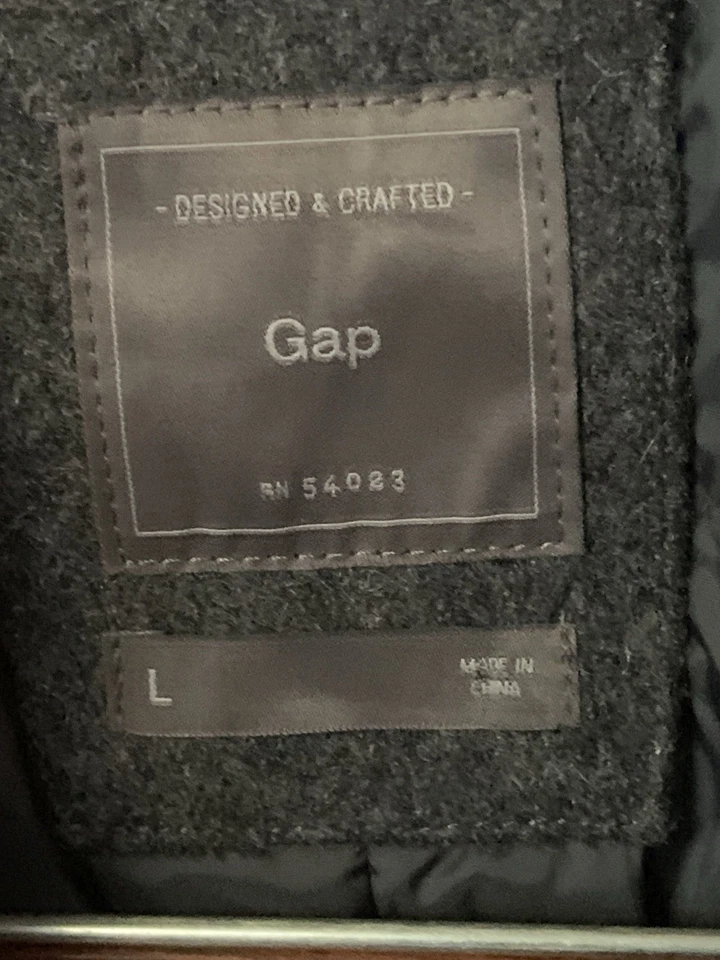 - DESIGNED & CRAFTED -
Gap
RN 54023
L
MADE IN
CHINA